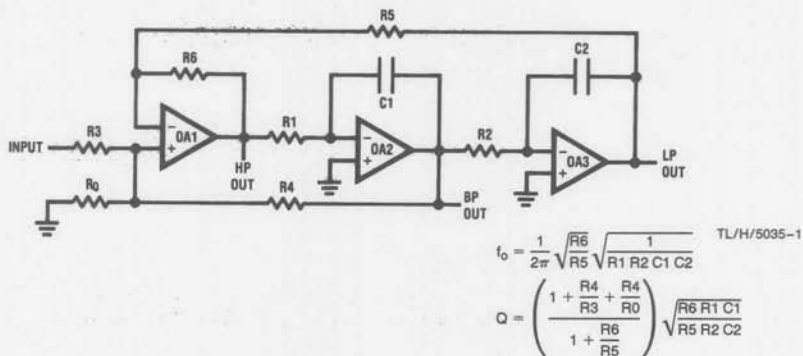 R5
R6
C1
C2
INPUT
R3
OA1
HP
OUT
R1
OA2
R2
OA3
LP
OUT
RQ
R4
BP
OUT
TL/H/5035-1
f₀ = 1/2π √(R6/R5) √(1/(R1 R2 C1 C2))
Q = ((1 + R4/R3 + R4/R0)/(1 + R6/R5)) √(R6 R1 C1/(R5 R2 C2))